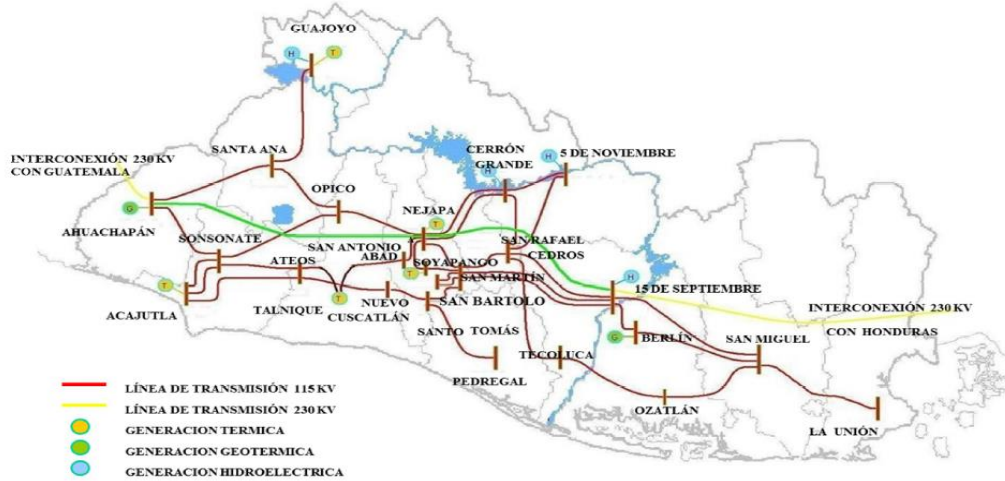 GUAJOYO
H
T
SANTA ANA
CERRÓN
GRANDE
5 DE NOVIEMBRE
H
H
INTERCONEXIÓN 230 KV
CON GUATEMALA
OPICO
NEJAPA
T
G
AHUACHAPÁN
SONSONATE
SAN ANTONIO
ABAD
SAN RAFAEL
CEDROS
ATEOS
SOYAPANGO
T
SAN MARTÍN
H
15 DE SEPTIEMBRE
T
ACAJUTLA
TALNIQUE
T
CUSCATLÁN
NUEVO
SAN BARTOLO
INTERCONEXIÓN 230 KV
CON HONDURAS
SANTO TOMÁS
TECOLUCA
G
BERLÍN
SAN MIGUEL
PEDREGAL
OZATLÁN
LA UNIÓN
LÍNEA DE TRANSMISIÓN 115 KV
LÍNEA DE TRANSMISIÓN 230 KV
GENERACION TERMICA
GENERACION GEOTERMICA
GENERACION HIDROELECTRICA